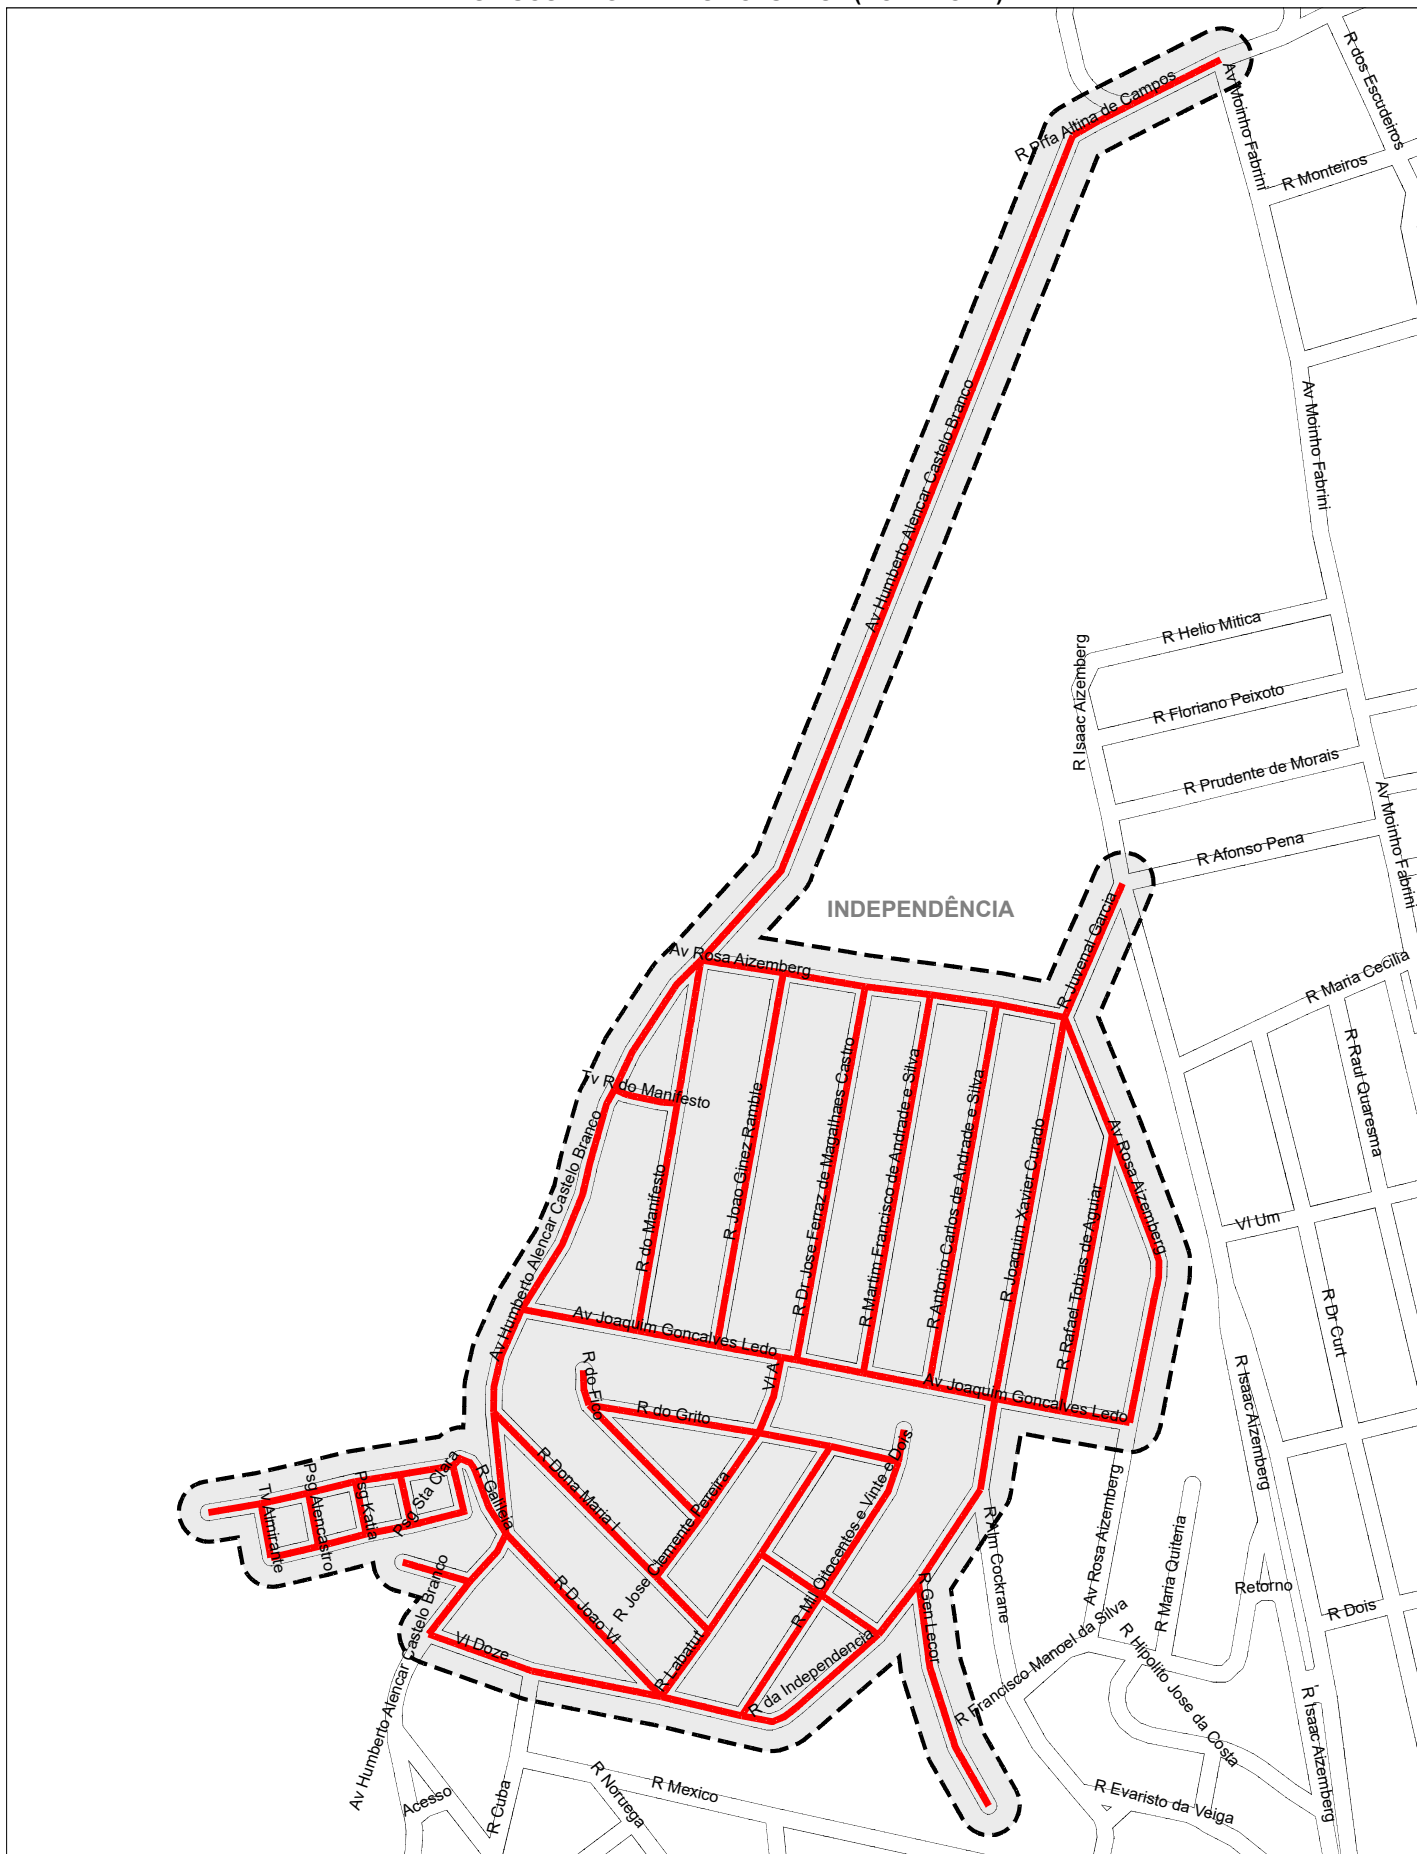 R dos Escudeiros
Av Moinho Fabrini
R Prfa Altina de Campos
R Monteiros
Av Moinho Fabrini
Av Humberto Alencar Castelo Branco
R Helio Mitica
R Isaac Aizemberg
R Floriano Peixoto
R Prudente de Morais
Av Moinho Fabrini
R Afonso Pena
INDEPENDÊNCIA
R Juvenal Garcia
Av Rosa Aizemberg
R Maria Cecilia
R Raul Quaresma
Tv R do Manifesto
Av Humberto Alencar Castelo Branco
R do Manifesto
R Joao Ginez Ramble
R Dr Jose Ferraz de Magalhaes Castro
R Martim Francisco de Andrade e Silva
R Antonio Carlos de Andrade e Silva
R Joaquim Xavier Curado
R Rafael Tobias de Aguiar
Av Rosa Aizemberg
Vl Um
R Dr Curt
Av Joaquim Goncalves Ledo
R Isaac Aizemberg
Vl A
R do Fico
Av Joaquim Goncalves Ledo
R do Grito
R Dona Maria I
R Galileia
Psg Sta Clara
Psg Katia
Psg Alencastro
Tv Almirante
R Jose Clemente Pereira
R Mil Oitocentos e Vinte e Dois
R Alm Cockrane
Av Rosa Aizemberg
R Maria Quiteria
Retorno
R Dois
R D Joao VI
R Gen Lecor
Av Humberto Alencar Castelo Branco
Vl Doze
R Labatut
R da Independencia
R Francisco Manoel da Silva
R Hipolito Jose da Costa
R Isaac Aizemberg
Acesso
R Cuba
R Noruega
R Mexico
R Evaristo da Veiga